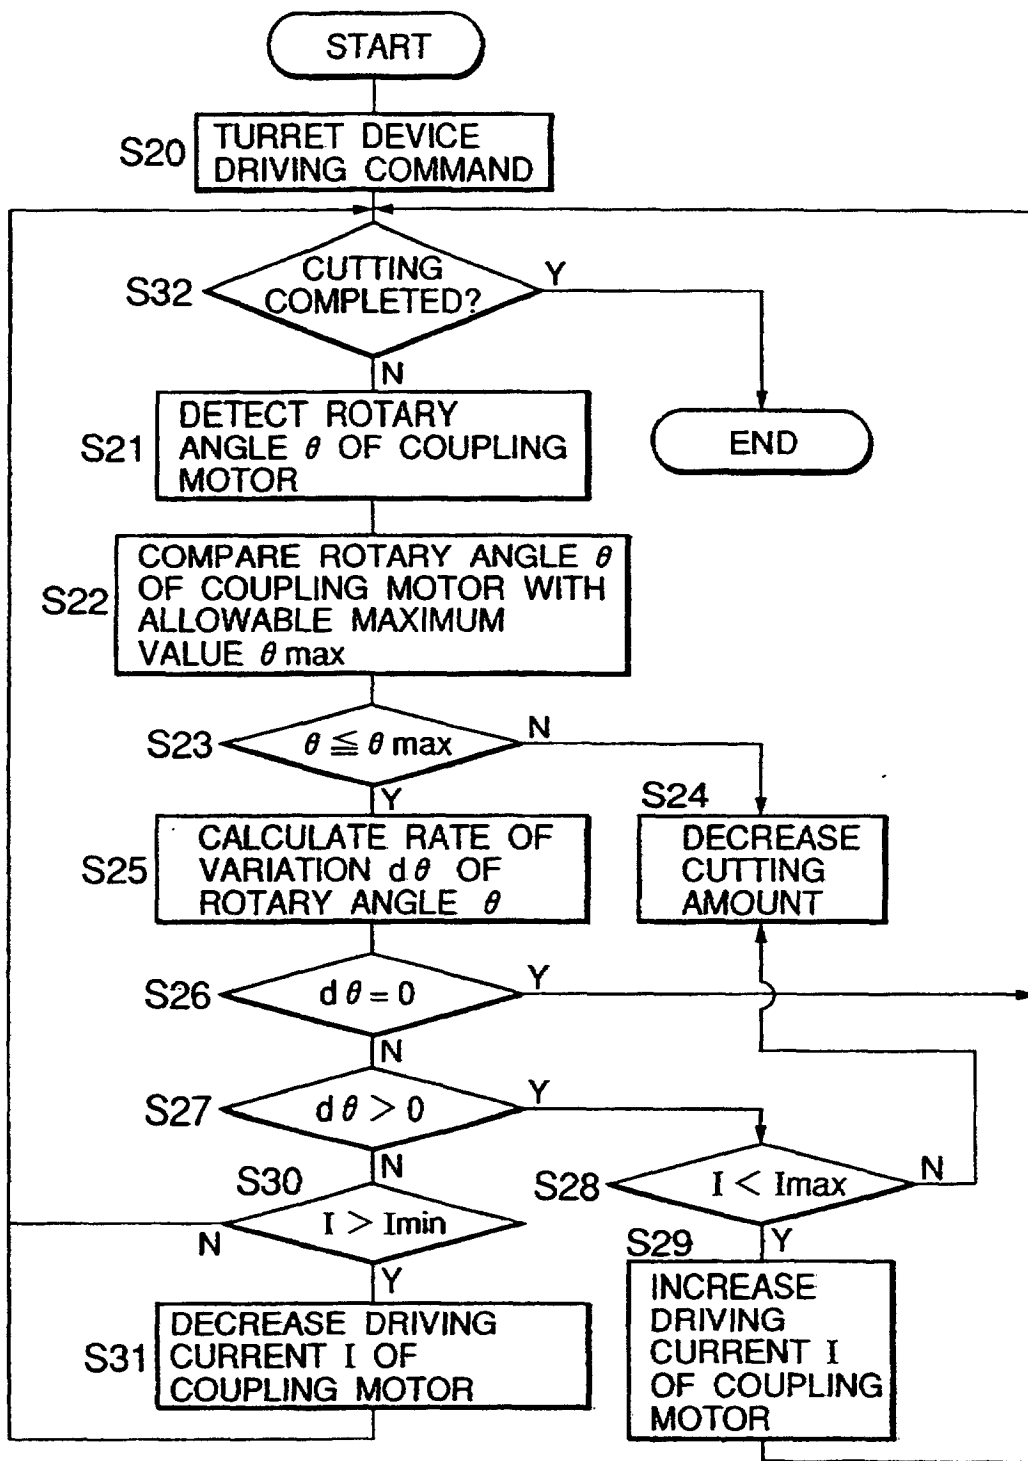 START
S20
TURRET DEVICE
DRIVING COMMAND
S32
CUTTING
COMPLETED?
Y
N
END
S21
DETECT ROTARY
ANGLE θ OF COUPLING
MOTOR
S22
COMPARE ROTARY ANGLE θ
OF COUPLING MOTOR WITH
ALLOWABLE MAXIMUM
VALUE θ max
S23
θ ≦ θ max
N
Y
S24
DECREASE
CUTTING
AMOUNT
S25
CALCULATE RATE OF
VARIATION dθ OF
ROTARY ANGLE θ
S26
dθ = 0
Y
N
S27
dθ > 0
Y
N
S28
I < Imax
N
Y
S30
I > Imin
N
Y
S29
INCREASE
DRIVING
CURRENT I
OF COUPLING
MOTOR
S31
DECREASE DRIVING
CURRENT I OF
COUPLING MOTOR